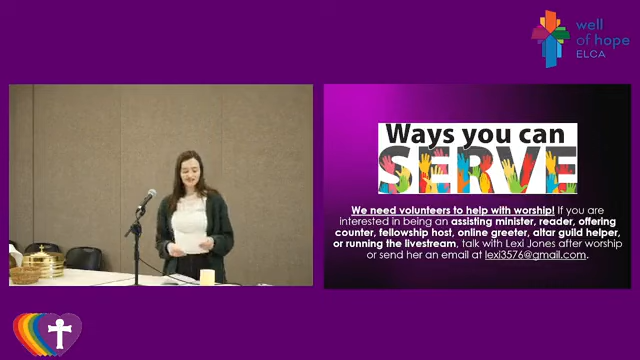 well
of hope
ELCA
Ways you can
SERVE
We need volunteers to help with worship! If you are
interested in being an assisting minister, reader, offering
counter, fellowship host, online greeter, altar guild helper,
or running the livestream, talk with Lexi Jones after worship
or send her an email at lexi3576@gmail.com.